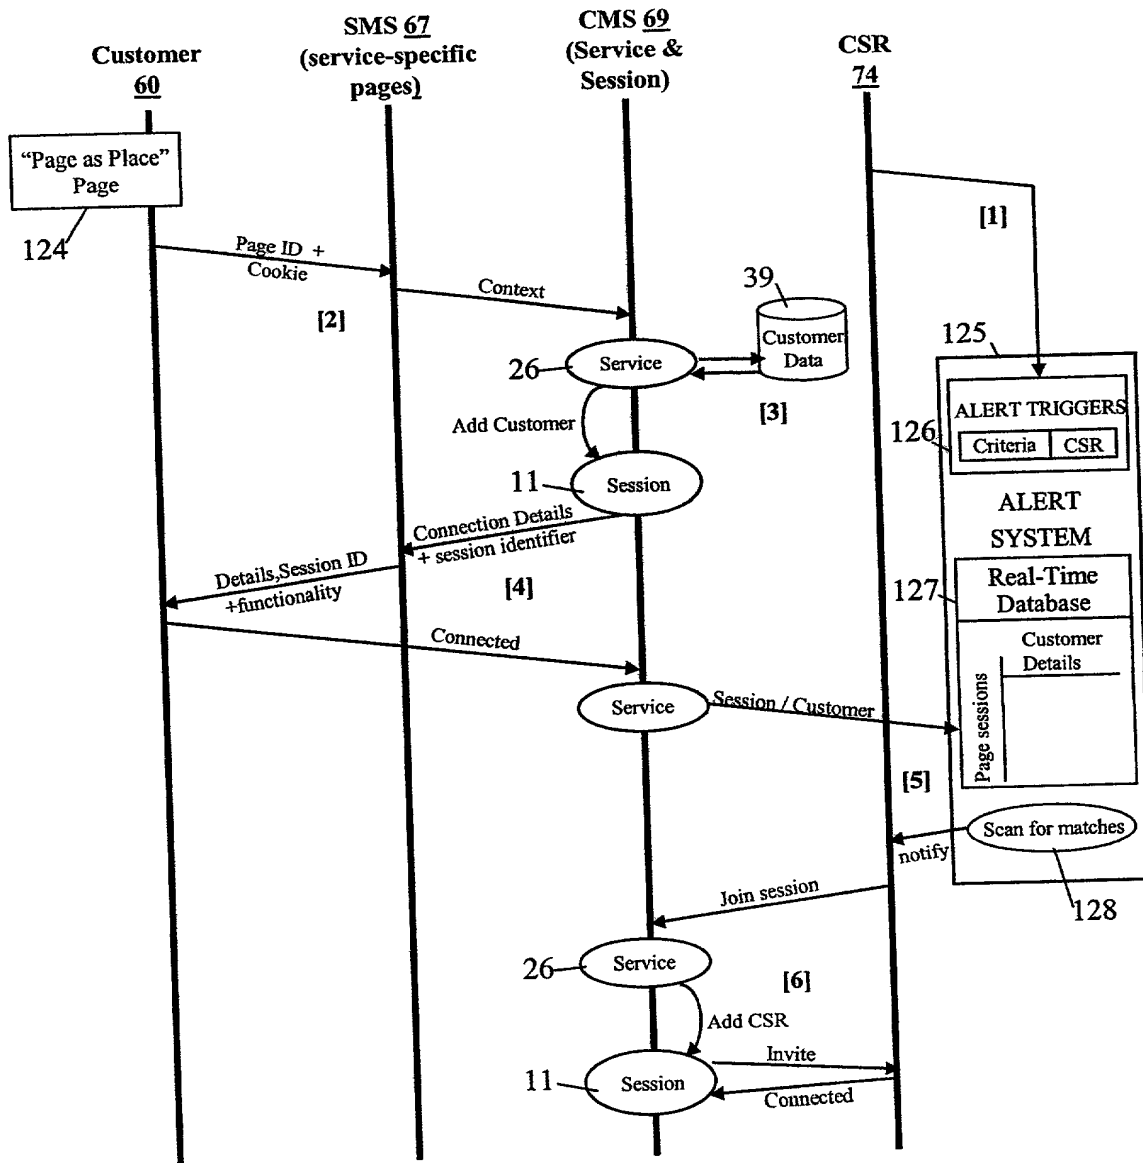 Customer
60
SMS 67
(service-specific
pages)
CMS 69
(Service &
Session)
CSR
74
“Page as Place”
Page
124
Page ID +
Cookie
[2]
Context
[1]
39
Customer
Data
26
Service
[3]
Add Customer
11
Session
125
ALERT TRIGGERS
126
Criteria
CSR
ALERT
SYSTEM
Connection Details
+ session identifier
Details,Session ID
+functionality
[4]
127
Real-Time
Database
Customer
Details
Page sessions
Connected
Service
Session / Customer
[5]
Scan for matches
notify
128
Join session
26
Service
[6]
Add CSR
Invite
11
Session
Connected